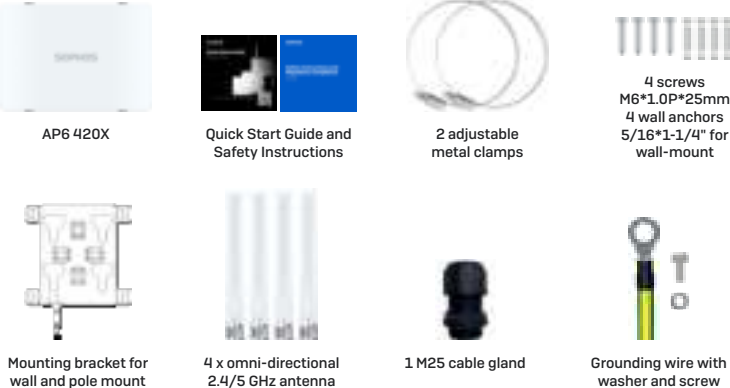 SOPHOS
AP6 420X
Quick Start Guide and
Safety Instructions
2 adjustable
metal clamps
4 screws
M6*1.0P*25mm
4 wall anchors
5/16*1-1/4" for
wall-mount
Mounting bracket for
wall and pole mount
4 x omni-directional
2.4/5 GHz antenna
1 M25 cable gland
Grounding wire with
washer and screw